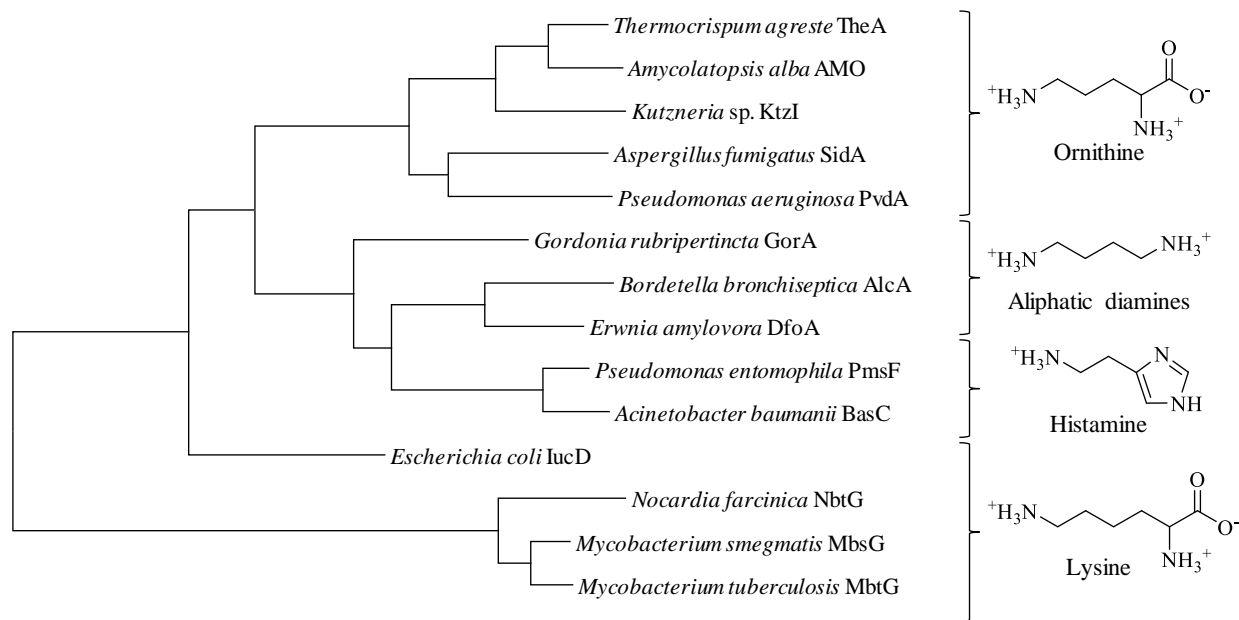 Thermocrispum agreste TheA
Amycolatopsis alba AMO
Kutzneria sp. KtzI
Aspergillus fumigatus SidA
Pseudomonas aeruginosa PvdA
Gordonia rubripertincta GorA
Bordetella bronchiseptica AlcA
Erwnia amylovora DfoA
Pseudomonas entomophila PmsF
Acinetobacter baumanii BasC
Escherichia coli IucD
Nocardia farcinica NbtG
Mycobacterium smegmatis MbsG
Mycobacterium tuberculosis MbtG
O
⁺H₃N
O⁻
NH₃⁺
Ornithine
NH₃⁺
⁺H₃N
Aliphatic diamines
⁺H₃N
N
NH
Histamine
O
⁺H₃N
O⁻
NH₃⁺
Lysine